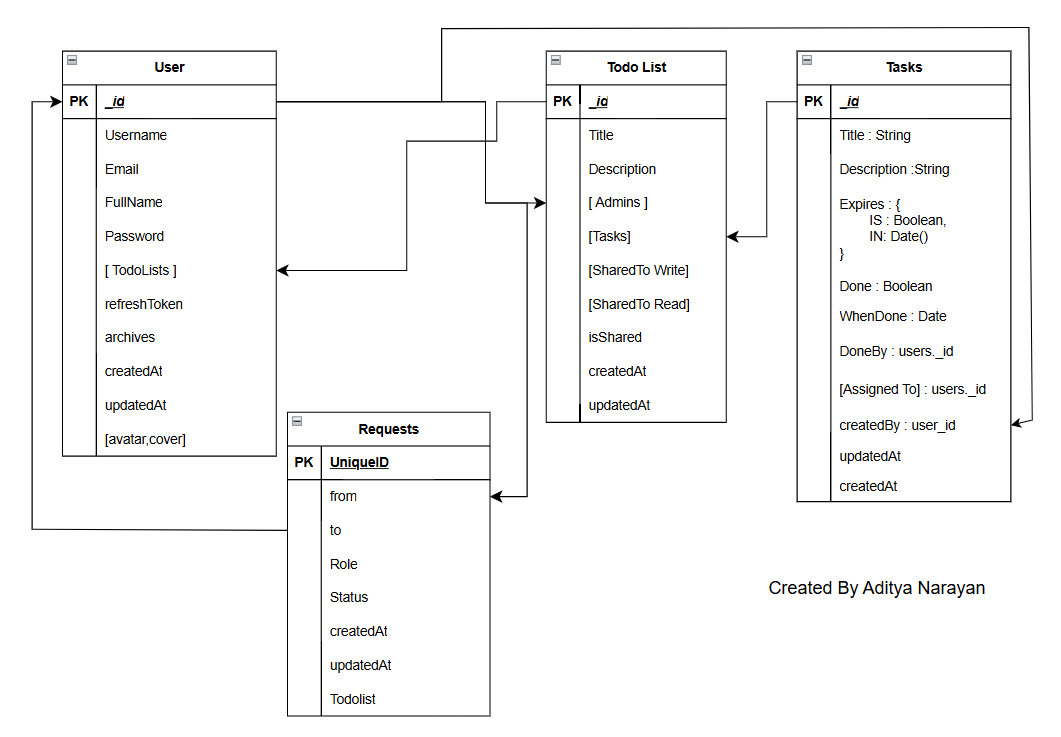 User
PK _id
Username
Email
FullName
Password
[ TodoLists ]
refreshToken
archives
createdAt
updatedAt
[avatar,cover]
Todo List
PK _id
Title
Description
[ Admins ]
[Tasks]
[SharedTo Write]
[SharedTo Read]
isShared
createdAt
updatedAt
Tasks
PK _id
Title : String
Description :String
Expires : {
IS : Boolean,
IN: Date()
}
Done : Boolean
WhenDone : Date
DoneBy : users._id
[Assigned To] : users._id
createdBy : user_id
updatedAt
createdAt
Requests
PK UniqueID
from
to
Role
Status
createdAt
updatedAt
Todolist
Created By Aditya Narayan